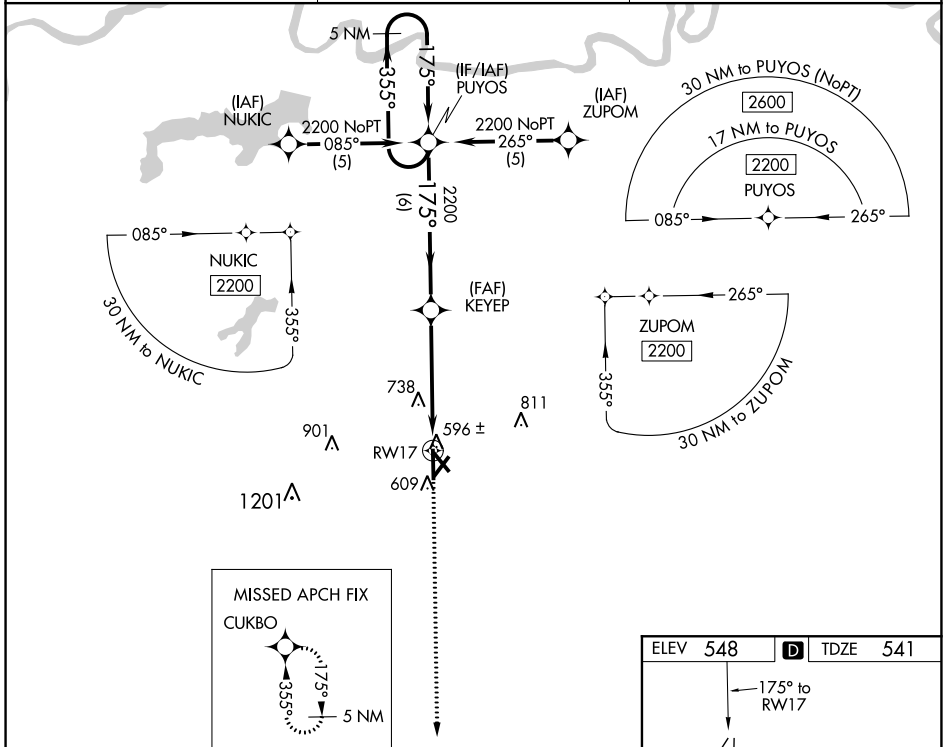 5 NM
355°
175°
(IF/IAF)
PUYOS
(IAF)
NUKIC
2200 NoPT
085°
(5)
(IAF)
ZUPOM
2200 NoPT
265°
(5)
2200
175°
(6)
30 NM to PUYOS (NoPT)
2600
17 NM to PUYOS
2200
PUYOS
085°
265°
085°
NUKIC
2200
355°
30 NM to NUKIC
(FAF)
KEYEP
265°
ZUPOM
2200
355°
30 NM to ZUPOM
738
811
901
596 ±
RW17
609
1201
MISSED APCH FIX
CUKBO
175°
355°
5 NM
ELEV 548 D TDZE 541
175° to
RW17